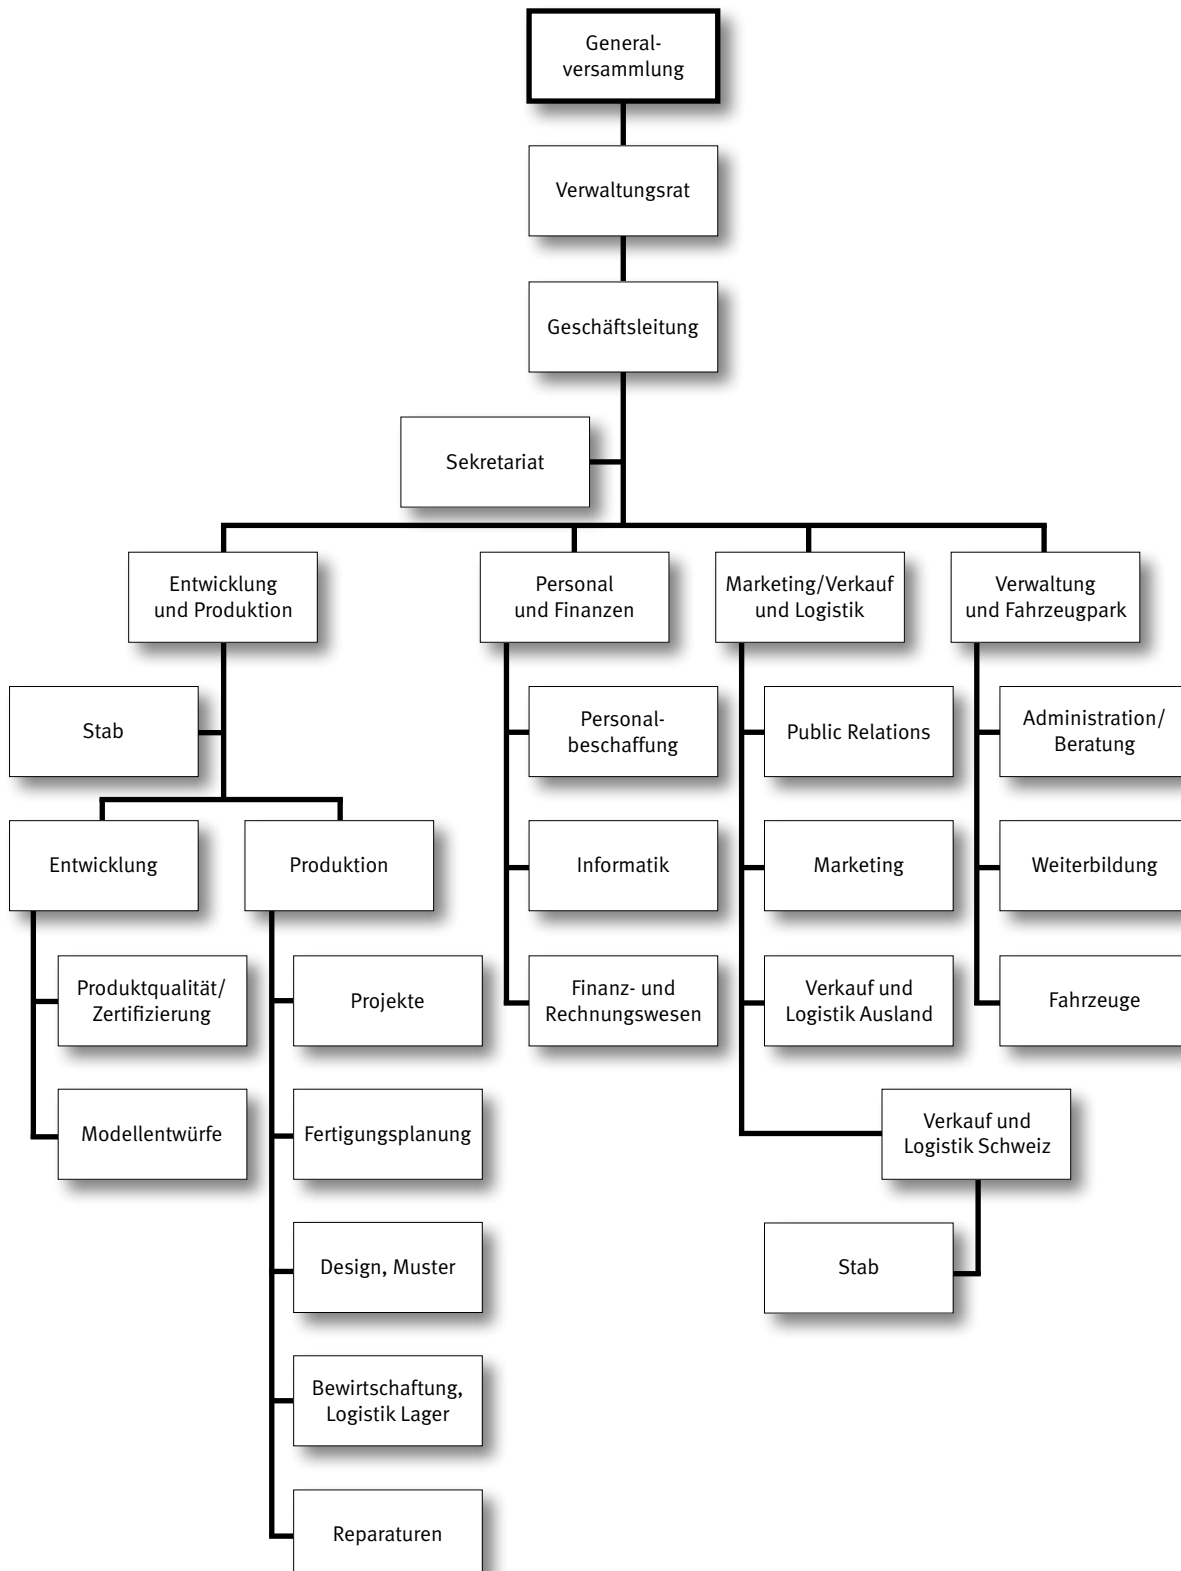 General-
versammlung
Verwaltungsrat
Geschäftsleitung
Sekretariat
Entwicklung
und Produktion
Personal
und Finanzen
Marketing/Verkauf
und Logistik
Verwaltung
und Fahrzeugpark
Stab
Personal-
beschaffung
Public Relations
Administration/
Beratung
Entwicklung
Produktion
Informatik
Marketing
Weiterbildung
Produktqualität/
Zertifizierung
Projekte
Finanz- und
Rechnungswesen
Verkauf und
Logistik Ausland
Fahrzeuge
Modellentwürfe
Fertigungsplanung
Verkauf und
Logistik Schweiz
Design, Muster
Stab
Bewirtschaftung,
Logistik Lager
Reparaturen